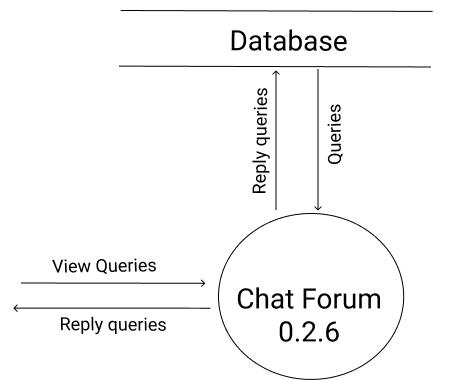 Database
Reply queries
Queries
View Queries
Reply queries
Chat Forum
0.2.6